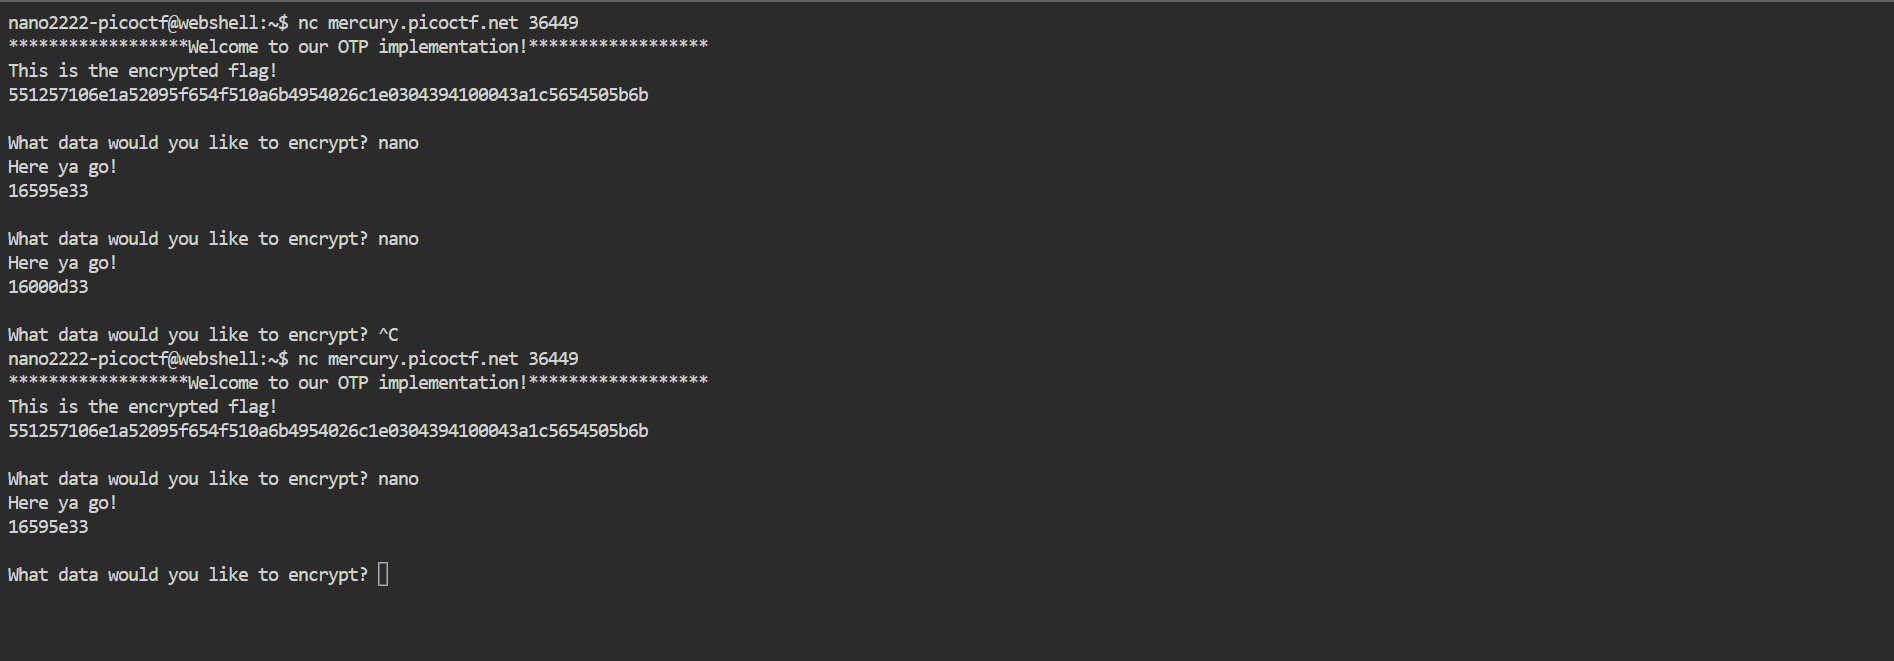 nano2222-picoctf@webshell:~$ nc mercury.picoctf.net 36449
******************Welcome to our OTP implementation!******************
This is the encrypted flag!
551257106e1a52095f654f510a6b4954026c1e0304394100043a1c5654505b6b
What data would you like to encrypt? nano
Here ya go!
16595e33
What data would you like to encrypt? nano
Here ya go!
16000d33
What data would you like to encrypt? ^C
nano2222-picoctf@webshell:~$ nc mercury.picoctf.net 36449
******************Welcome to our OTP implementation!******************
This is the encrypted flag!
551257106e1a52095f654f510a6b4954026c1e0304394100043a1c5654505b6b
What data would you like to encrypt? nano
Here ya go!
16595e33
What data would you like to encrypt?